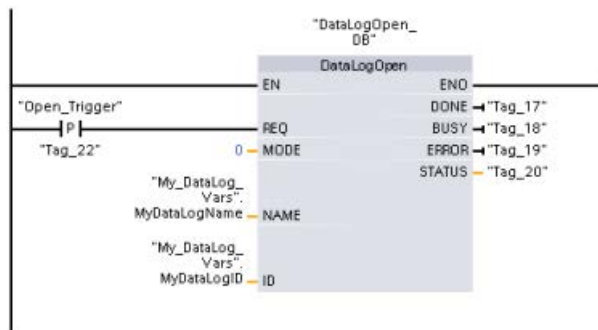 "DataLogOpen_
DB"
DataLogOpen
EN
ENO
"Open_Trigger"
DONE
"Tag_17"
P
REQ
BUSY
"Tag_18"
"Tag_22"
0
MODE
ERROR
"Tag_19"
STATUS
"Tag_20"
"My_DataLog_
Vars".
MyDataLogName
NAME
"My_DataLog_
Vars".
MyDataLogID
ID